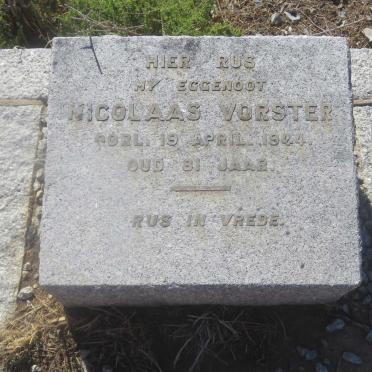 HIER RUS
MY EGGENOOT
NICOLAAS VORSTER
OORL. 19 APRIL. 1944.
OUD 81 JAAR.
RUS IN VREDE.